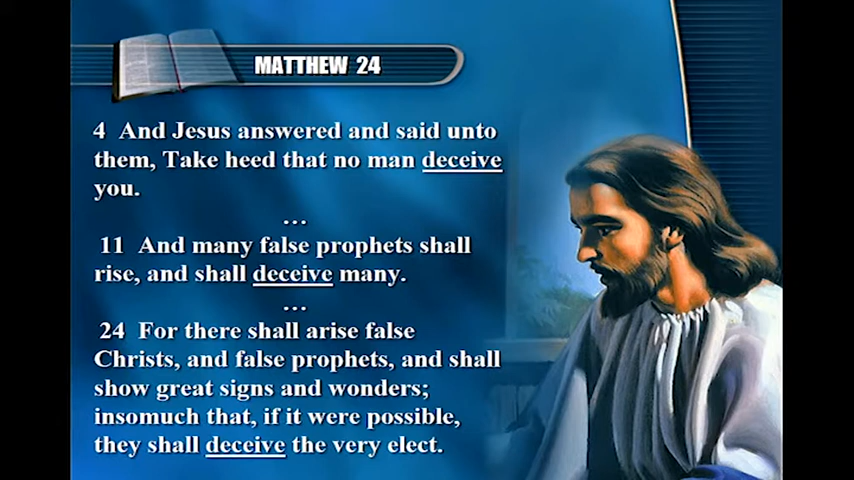 MATTHEW 24
4 And Jesus answered and said unto
them, Take heed that no man deceive
you.
...
11 And many false prophets shall
rise, and shall deceive many.
...
24 For there shall arise false
Christs, and false prophets, and shall
show great signs and wonders;
insomuch that, if it were possible,
they shall deceive the very elect.